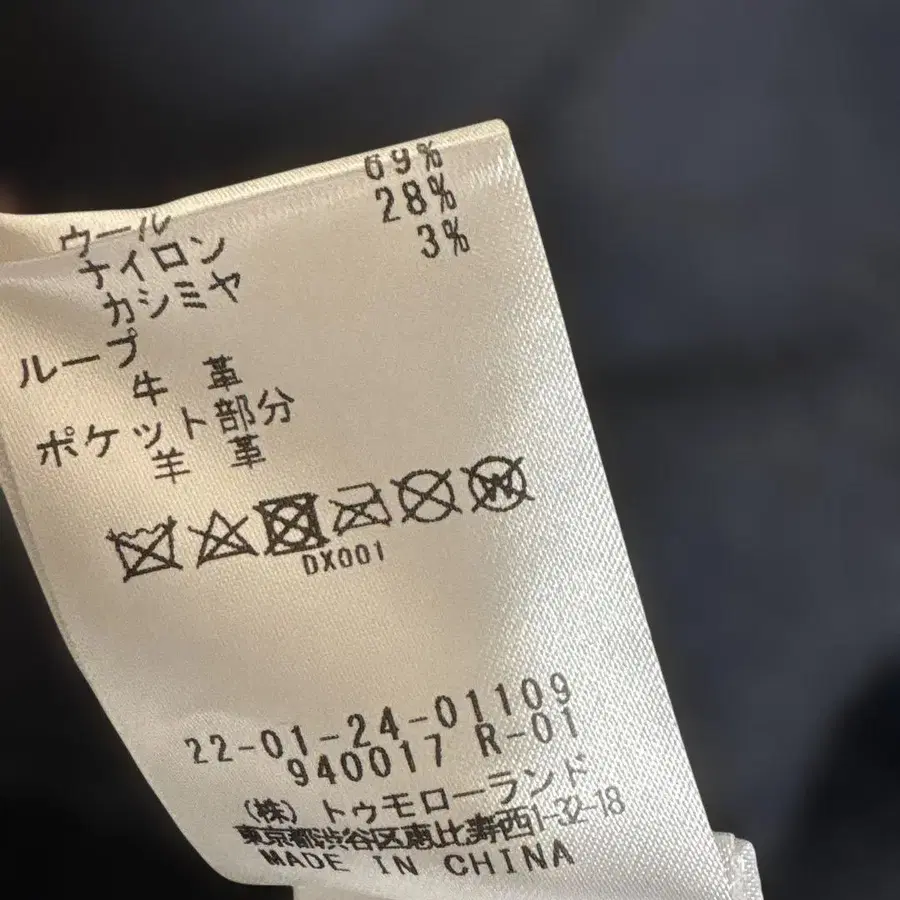 ウール 69%
ナイロン 28%
カシミヤ 3%
ループ
牛 革
ポケット部分
羊 革
DX001
22-01-24-01109
940017 R-01
(株) トゥモローランド
東京都渋谷区恵比寿西1-32-18
MADE IN CHINA